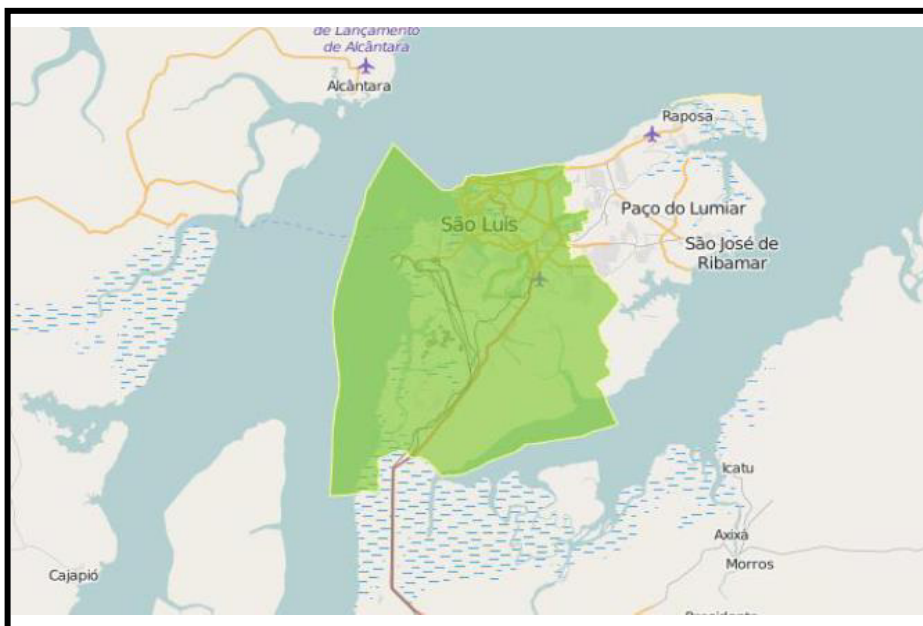 de Lançamento
de Alcântara
Alcântara
Raposa
São Luís
Paço do Lumiar
São José de
Ribamar
Icatu
Axixá
Morros
Cajapió